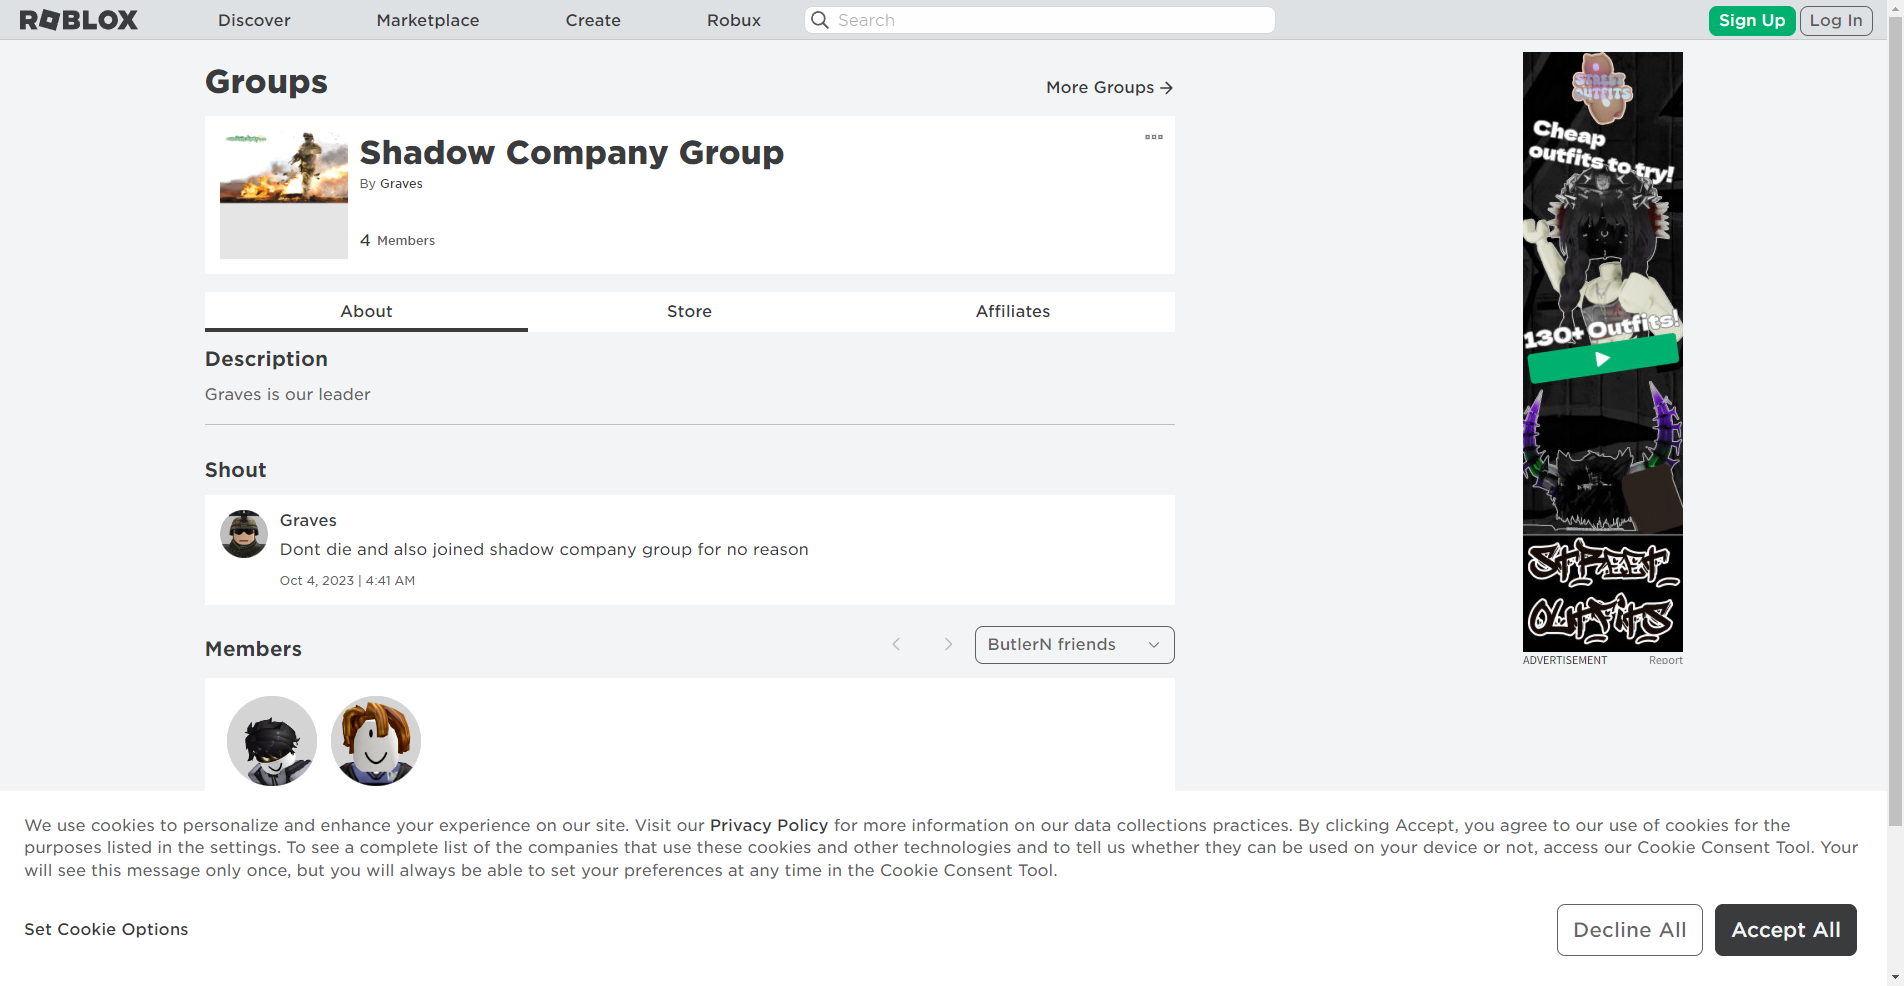 ROBLOX
Discover
Marketplace
Create
Robux
Search
Sign Up
Log In
Groups
More Groups
Shadow Company Group
By Graves
4 Members
About
Store
Affiliates
Description
Graves is our leader
Shout
Graves
Dont die and also joined shadow company group for no reason
Oct 4, 2023 | 4:41 AM
Members
ButlerN friends
STREET
OUTFITS
Cheap
outfits to try!
130+ Outfits!
STREET
OUTFITS
ADVERTISEMENT
Report
We use cookies to personalize and enhance your experience on our site. Visit our Privacy Policy for more information on our data collections practices. By clicking Accept, you agree to our use of cookies for the
purposes listed in the settings. To see a complete list of the companies that use these cookies and other technologies and to tell us whether they can be used on your device or not, access our Cookie Consent Tool. Your
will see this message only once, but you will always be able to set your preferences at any time in the Cookie Consent Tool.
Set Cookie Options
Decline All
Accept All